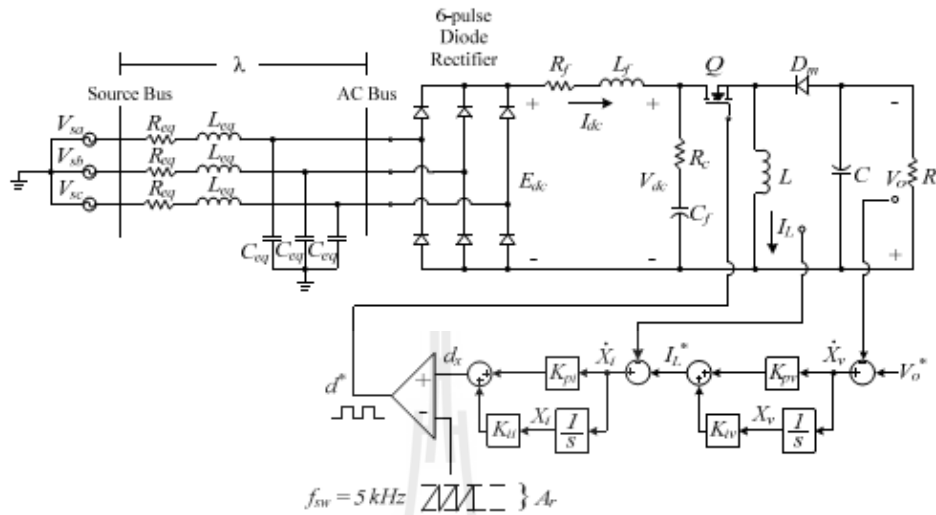 6-pulse
Diode
Rectifier
λ
Source Bus
AC Bus
R_f
L_f
Q
D_m
I_dc
V_sa
R_eq
L_eq
V_sb
R_eq
L_eq
V_sc
R_eq
L_eq
+
+
-
E_dc
V_dc
R_c
C_f
L
I_L
C
V_o
R
-
-
+
C_eq
C_eq
C_eq
d*
+
-
d_x
K_pi
Ẋ_i
I_L*
K_pv
Ẋ_v
V_o*
K_ii
X_i
1
s
K_iv
X_v
1
s
f_sw = 5 kHz
} A_r